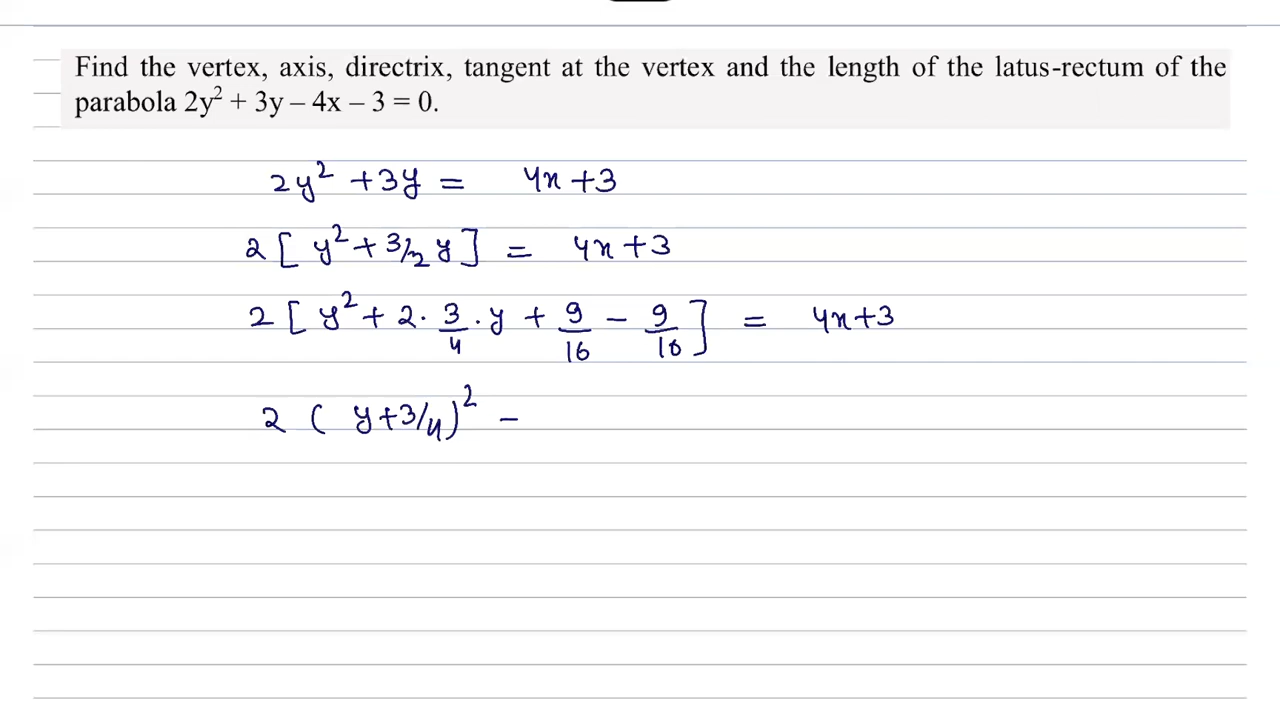 Find the vertex, axis, directrix, tangent at the vertex and the length of the latus-rectum of the
parabola 2y² + 3y – 4x – 3 = 0.
2y² + 3y = 4x + 3
2 [ y² + 3/2 y ] = 4x + 3
2 [ y² + 2 · 3/4 · y + 9/16 − 9/16 ] = 4x + 3
2 ( y + 3/4 )² −